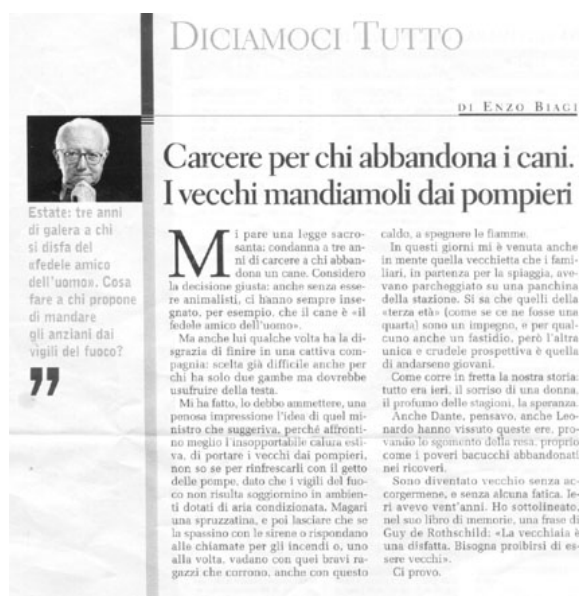 DICIAMOCI TUTTO
DI ENZO BIAGI
Carcere per chi abbandona i cani.
I vecchi mandiamoli dai pompieri
Estate: tre anni
di galera a chi
si disfa del
«fedele amico
dell'uomo». Cosa
fare a chi propone
di mandare
gli anziani dai
vigili del fuoco?
”
Mi pare una legge sacro-
santa: condanna a tre an-
ni di carcere a chi abban-
dona un cane. Considero
la decisione giusta: anche senza esse-
re animalisti, ci hanno sempre inse-
gnato, per esempio, che il cane è «il
fedele amico dell'uomo».
Ma anche lui qualche volta ha la di-
sgrazia di finire in una cattiva com-
pagnia: scelta già difficile anche per
chi ha solo due gambe ma dovrebbe
usufruire della testa.
Mi ha fatto, lo debbo ammettere, una
penosa impressione l'idea di quel mi-
nistro che suggeriva, perché affronti-
no meglio l'insopportabile calura esti-
va, di portare i vecchi dai pompieri,
non so se per rinfrescarli con il getto
delle pompe, dato che i vigili del fuo-
co non risulta soggiornino in ambien-
ti dotati di aria condizionata. Magari
una spruzzatina, e poi lasciare che se
la spassino con le sirene o rispondano
alle chiamate per gli incendi o, uno
alla volta, vadano con quei bravi ra-
gazzi che corrono, anche con questo
caldo, a spegnere le fiamme.
In questi giorni mi è venuta anche
in mente quella vecchietta che i fami-
liari, in partenza per la spiaggia, ave-
vano parcheggiato su una panchina
della stazione. Si sa che quelli della
«terza età» (come se ce ne fosse una
quarta) sono un impegno, e per qual-
cuno anche un fastidio, però l'altra
unica e crudele prospettiva è quella
di andarsene giovani.
Come corre in fretta la nostra storia:
tutto era ieri, il sorriso di una donna,
il profumo delle stagioni, la speranza.
Anche Dante, pensavo, anche Leo-
nardo hanno vissuto queste ere, pro-
vando lo sgomento della resa, proprio
come i poveri bacucchi abbandonati
nei ricoveri.
Sono diventato vecchio senza ac-
corgermene, e senza alcuna fatica. Ie-
ri avevo vent'anni. Ho sottolineato,
nel suo libro di memorie, una frase di
Guy de Rothschild: «La vecchiaia è
una disfatta. Bisogna proibirsi di es-
sere vecchi».
Ci provo.